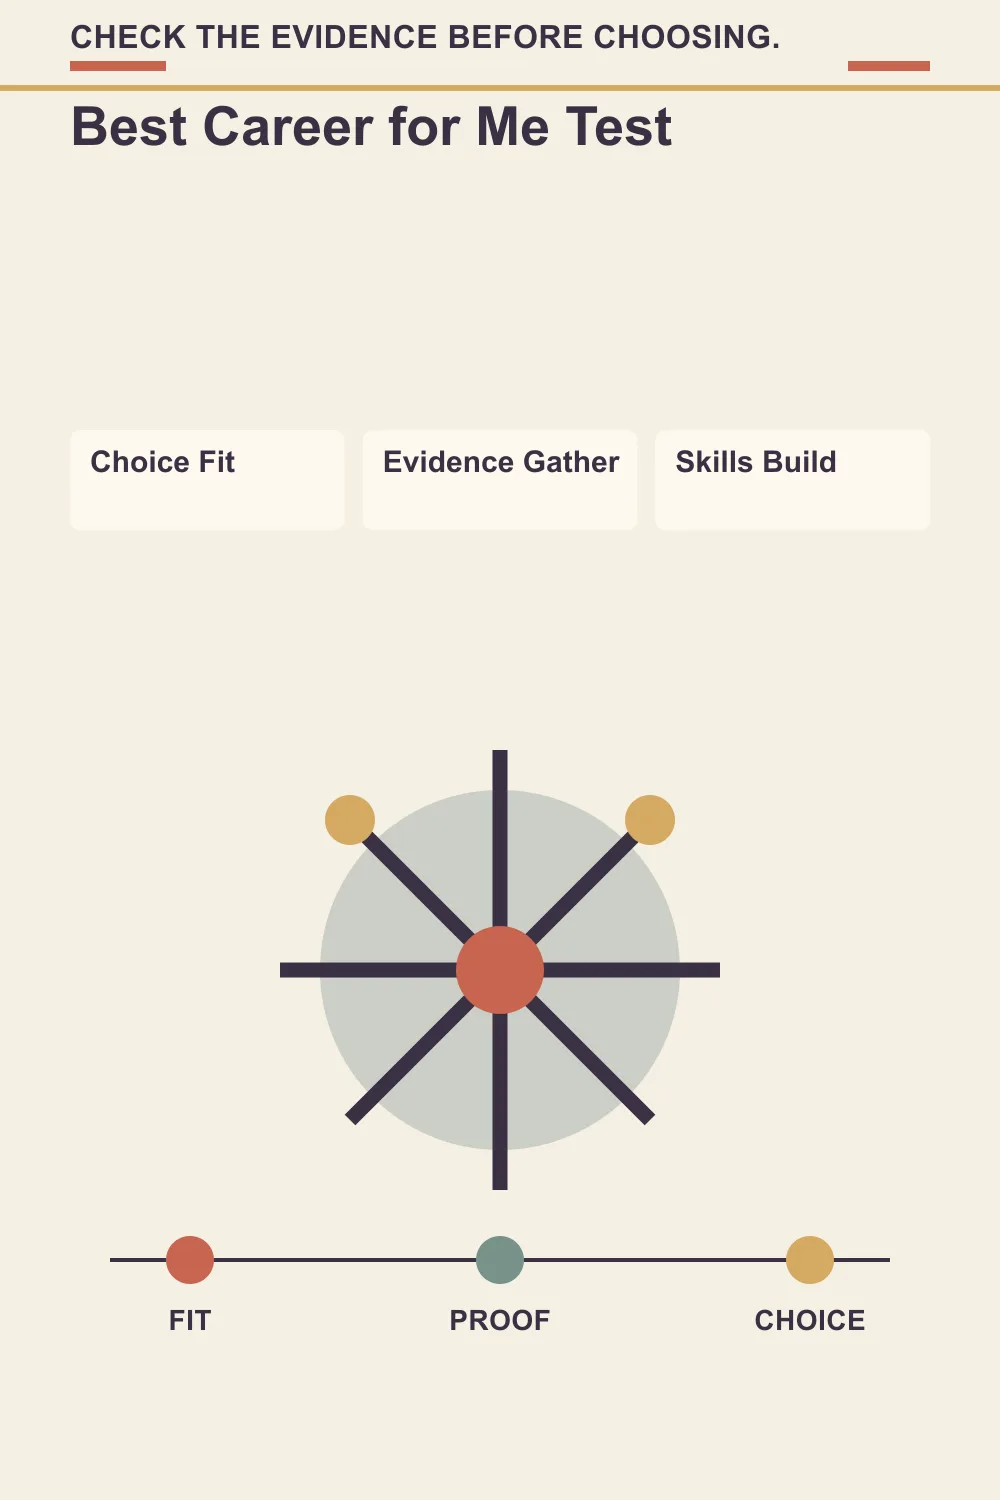 CHECK THE EVIDENCE BEFORE CHOOSING.
Best Career for Me Test
Choice Fit
Evidence Gather
Skills Build
FIT
PROOF
CHOICE